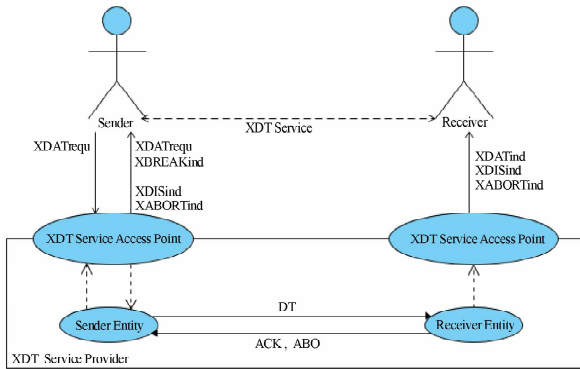 Sender
Receiver
XDT Service
XDATrequ
XDATrequ
XBREAKind
XDISind
XABORTind
XDATind
XDISind
XABORTind
XDT Service Access Point
XDT Service Access Point
DT
Sender Entity
Receiver Entity
ACK , ABO
XDT Service Provider